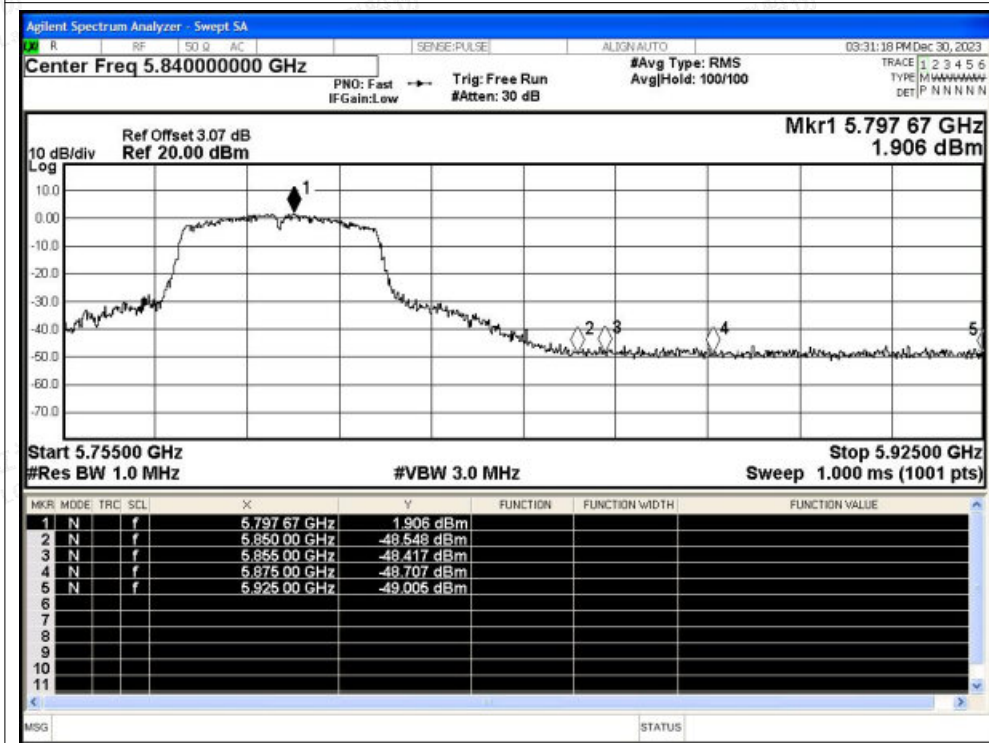 Agilent Spectrum Analyzer - Swept SA
R RF 50 Ω AC SENSE:PULSE ALIGN AUTO 03:31:18 PM Dec 30, 2023
Center Freq 5.840000000 GHz #Avg Type: RMS TRACE 1 2 3 4 5 6
PNO: Fast Trig: Free Run Avg|Hold: 100/100 TYPE M WWWWW
IFGain:Low #Atten: 30 dB DET P N N N N N
Mkr1 5.797 67 GHz
1.906 dBm
Ref Offset 3.07 dB
10 dB/div Ref 20.00 dBm
Log
10.0
0.00
-10.0
-20.0
-30.0
-40.0
-50.0
-60.0
-70.0
1
2 3 4 5
Start 5.75500 GHz Stop 5.92500 GHz
#Res BW 1.0 MHz #VBW 3.0 MHz Sweep 1.000 ms (1001 pts)
MKR MODE TRC SCL X Y FUNCTION FUNCTION WIDTH FUNCTION VALUE
1 N f 5.797 67 GHz 1.906 dBm
2 N f 5.850 00 GHz -48.548 dBm
3 N f 5.855 00 GHz -48.417 dBm
4 N f 5.875 00 GHz -48.707 dBm
5 N f 5.925 00 GHz -49.005 dBm
6
7
8
9
10
11
MSG STATUS